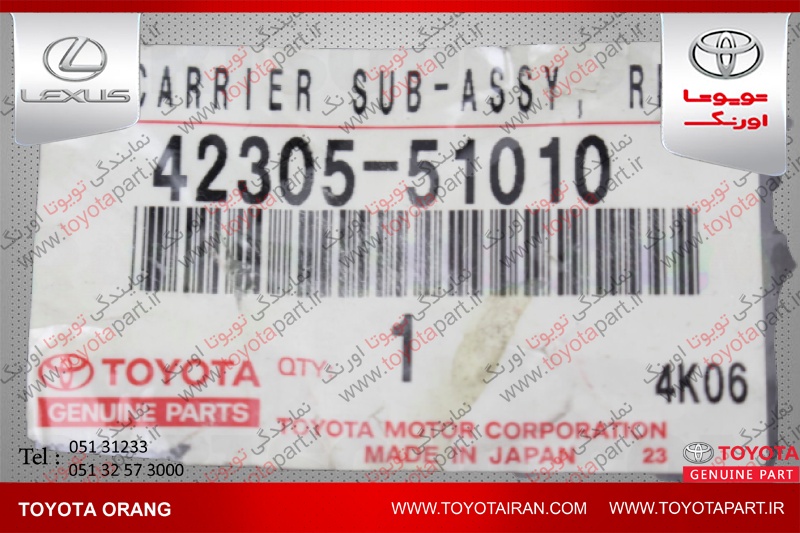 LEXUS
تویوتا
اورنگ
CARRIER SUB-ASSY, RE
42305-51010
1
TOYOTA
QTY.
GENUINE PARTS
4K06
TOYOTA MOTOR CORPORATION
MADE IN JAPAN 23
نمایندگی تویوتا اورنگ
www.toyotapart.ir
Tel : 051 31233
051 32 57 3000
TOYOTA
GENUINE PART
TOYOTA ORANG
WWW.TOYOTAIRAN.COM / WWW.TOYOTAPART.IR